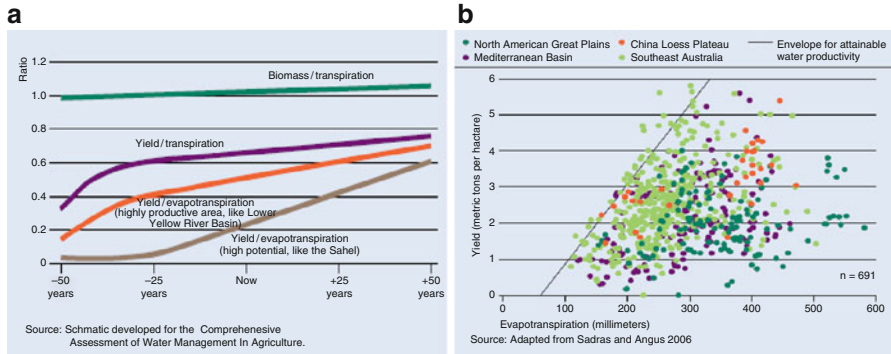 a
Ratio
1.2
1.0
0.8
0.6
0.4
0.2
0
Biomass/transpiration
Yield/transpiration
Yield/evapotranspiration
(highly productive area, like Lower
Yellow River Basin)
Yield/evapotranspiration
(high potential, like the Sahel)
–50 years
–25 years
Now
+25 years
+50 years
Source: Schmatic developed for the Comprehenesive
Assessment of Water Management In Agriculture.
b
North American Great Plains
China Loess Plateau
Envelope for attainable
water productivity
Mediterranean Basin
Southeast Australia
Yield (metric tons per hactare)
6
5
4
3
2
1
0
n = 691
0 100 200 300 400 500 600
Evapotranspiration (millimeters)
Source: Adapted from Sadras and Angus 2006